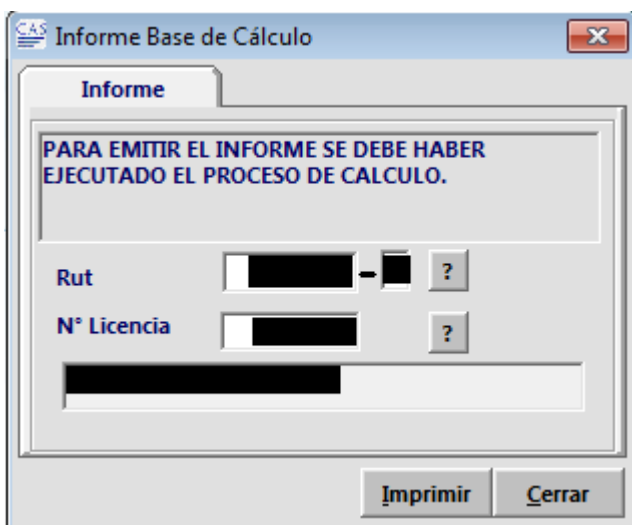 CAS
Informe Base de Cálculo
Informe
PARA EMITIR EL INFORME SE DEBE HABER
EJECUTADO EL PROCESO DE CALCULO.
Rut - ?
N° Licencia ?
Imprimir Cerrar